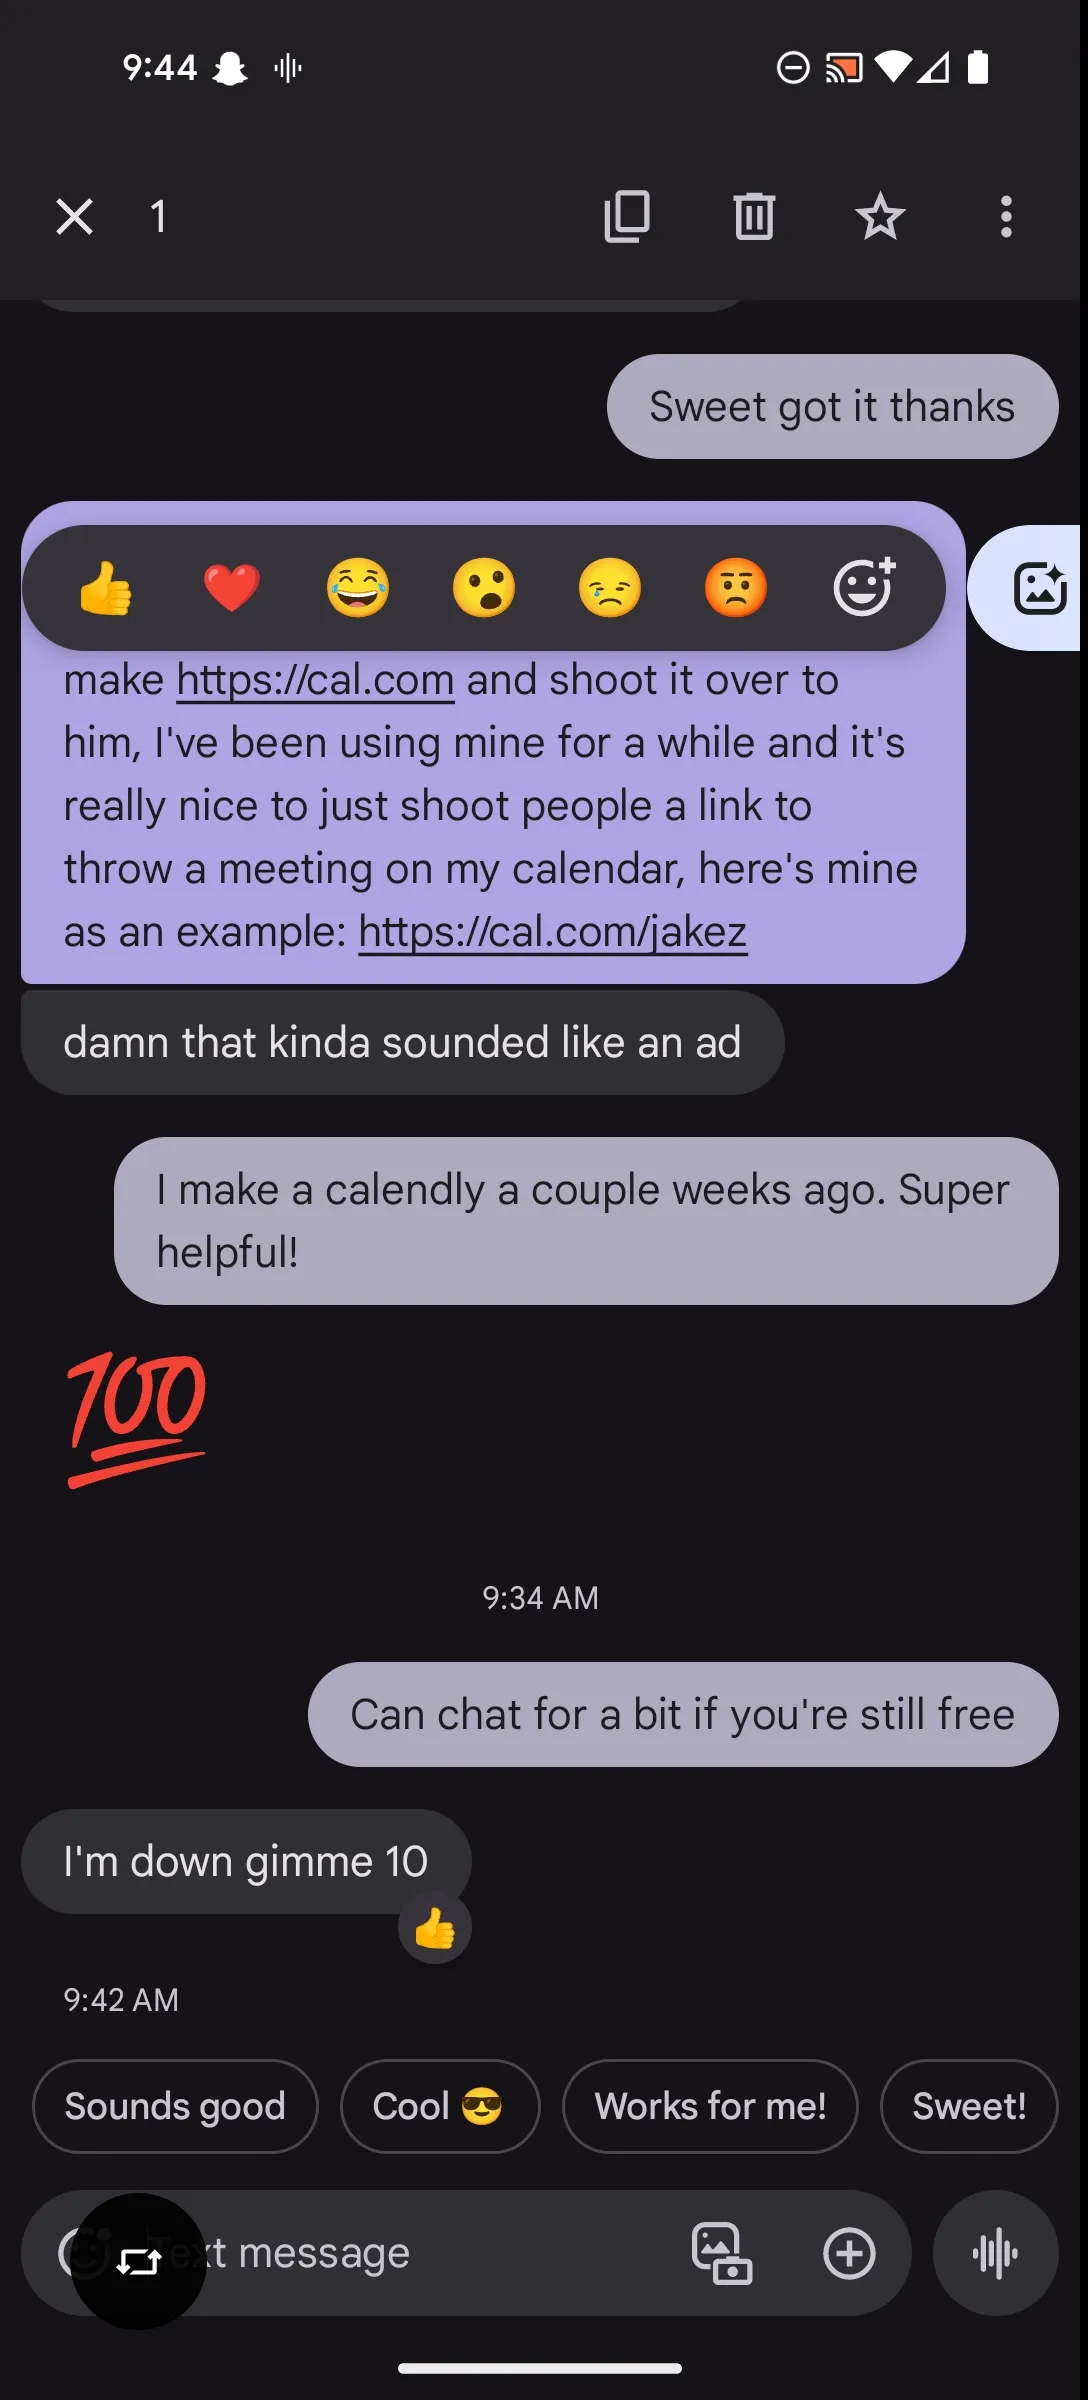 9:44
1
Sweet got it thanks
make https://cal.com and shoot it over to
him, I've been using mine for a while and it's
really nice to just shoot people a link to
throw a meeting on my calendar, here's mine
as an example: https://cal.com/jakez
damn that kinda sounded like an ad
I make a calendly a couple weeks ago. Super
helpful!
💯
9:34 AM
Can chat for a bit if you're still free
I'm down gimme 10
9:42 AM
Sounds good
Cool 😎
Works for me!
Sweet!
Text message